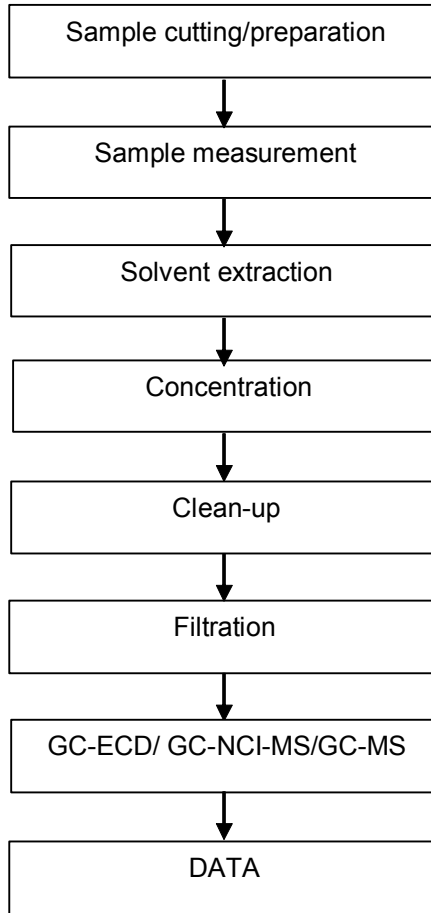 Sample cutting/preparation
Sample measurement
Solvent extraction
Concentration
Clean-up
Filtration
GC-ECD/ GC-NCI-MS/GC-MS
DATA